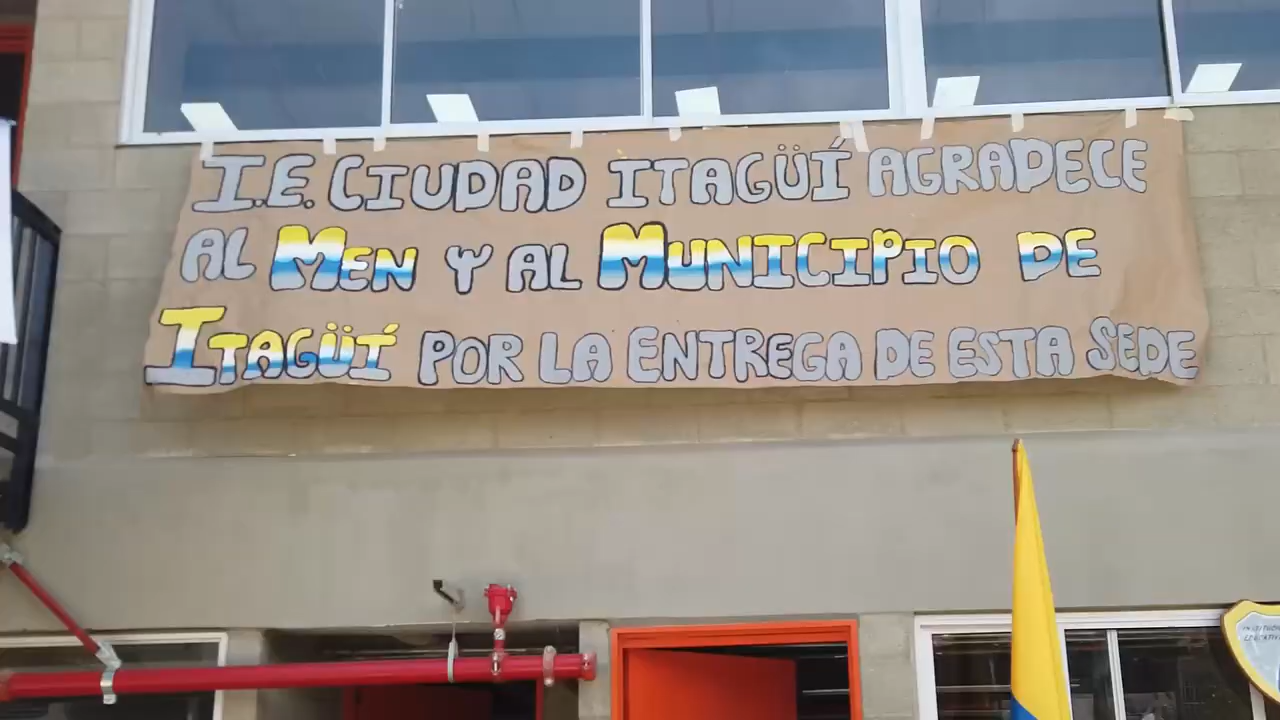 I.E. CIUDAD ITAGÜÍ AGRADECE
AL MEN Y AL MUNICIPIO DE
ITAGÜÍ POR LA ENTREGA DE ESTA SEDE